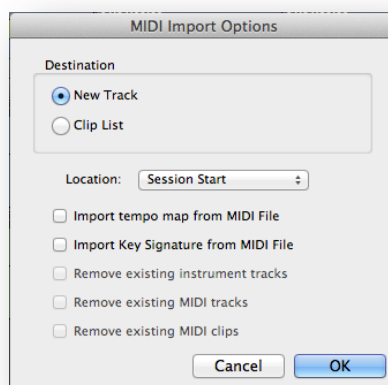 MIDI Import Options
Destination
New Track
Clip List
Location: Session Start
Import tempo map from MIDI File
Import Key Signature from MIDI File
Remove existing instrument tracks
Remove existing MIDI tracks
Remove existing MIDI clips
Cancel OK